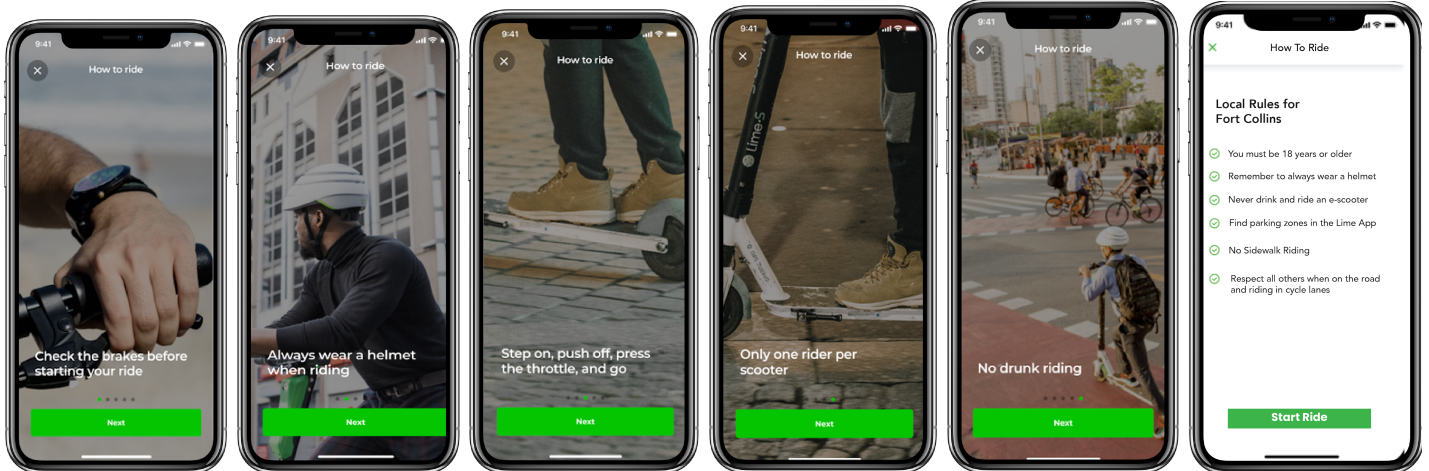 9:41
How to ride
Check the brakes before
starting your ride
Next
9:41
How to ride
Always wear a helmet
when riding
Next
9:41
How to ride
Step on, push off, press
the throttle, and go
Next
9:41
How to ride
Lime-S
Only one rider per
scooter
Next
9:41
How to ride
No drunk riding
Next
9:41
How To Ride
Local Rules for
Fort Collins
You must be 18 years or older
Remember to always wear a helmet
Never drink and ride an e-scooter
Find parking zones in the Lime App
No Sidewalk Riding
Respect all others when on the road
and riding in cycle lanes
Start Ride